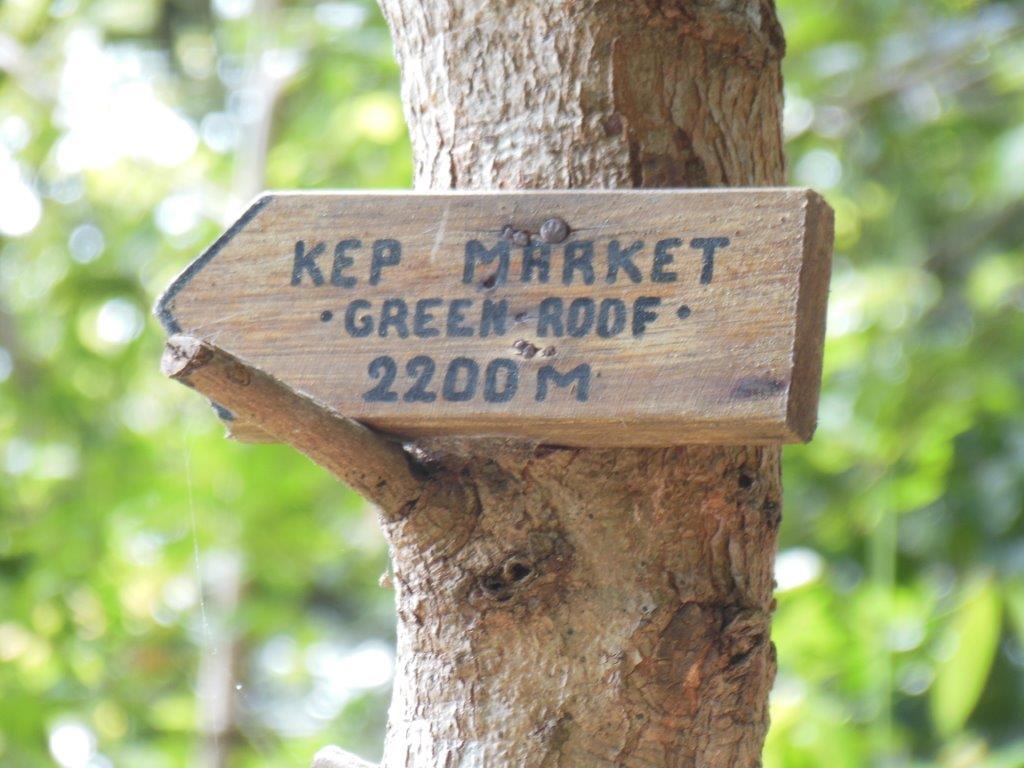 KEP MARKET
• GREEN ROOF •
2200 M